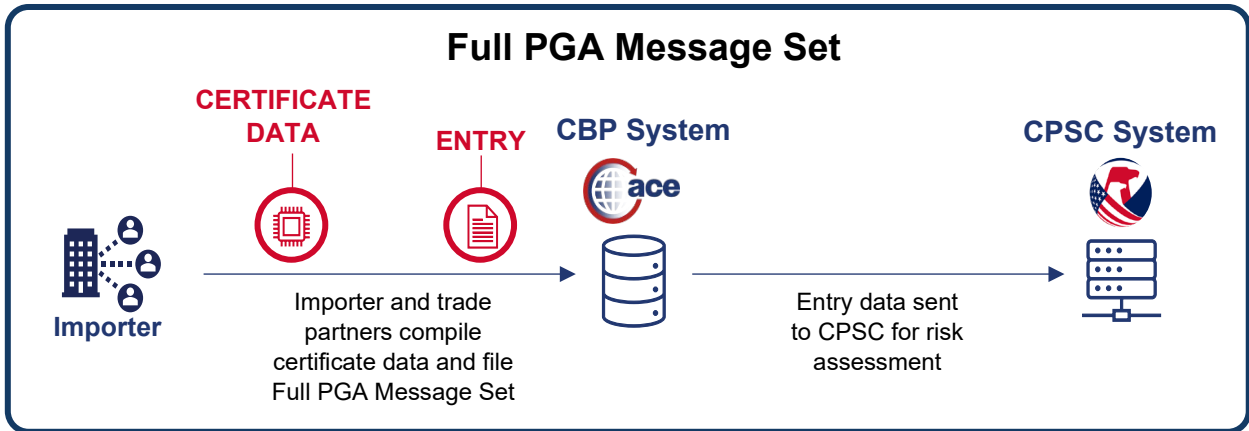 Full PGA Message Set
CERTIFICATE
DATA
ENTRY
CBP System
ace
CPSC System
Importer
Importer and trade
partners compile
certificate data and file
Full PGA Message Set
Entry data sent
to CPSC for risk
assessment